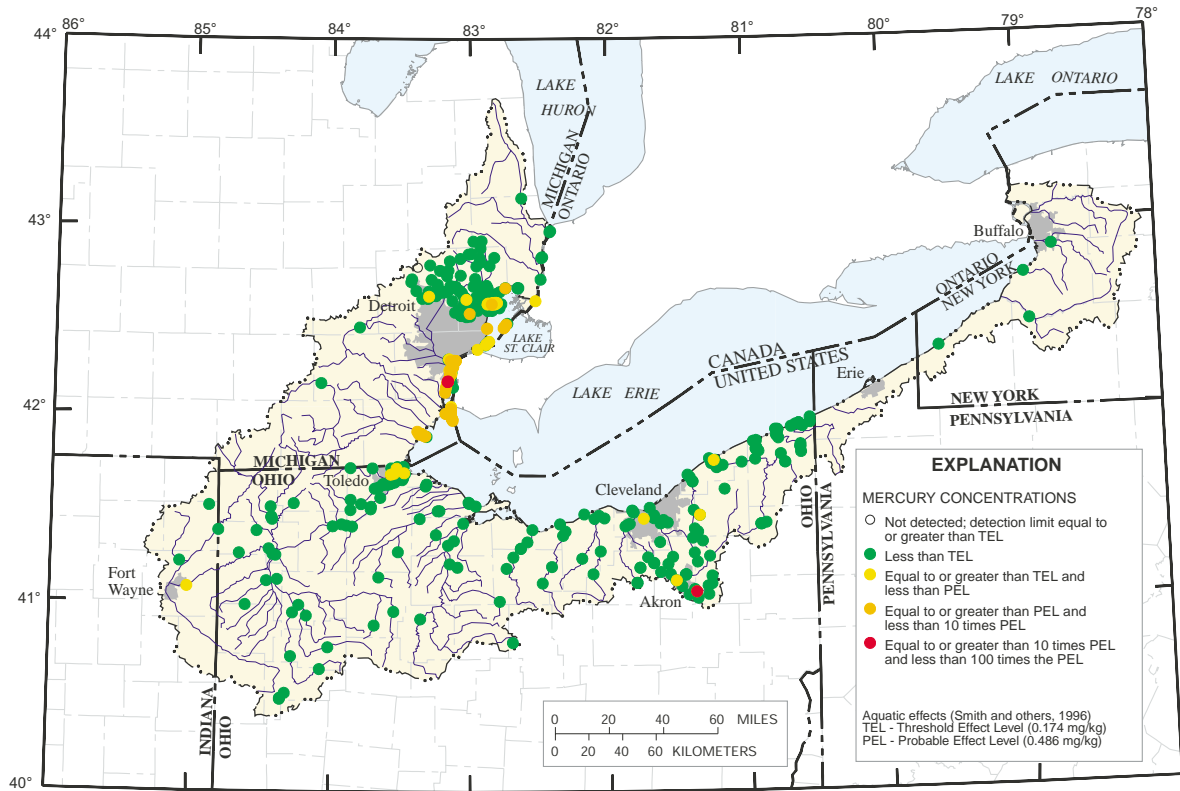 86°
85°
84°
83°
82°
81°
80°
79°
78°
44°
43°
42°
41°
40°
LAKE
HURON
LAKE ONTARIO
MICHIGAN
ONTARIO
Buffalo
ONTARIO
NEW YORK
Detroit
LAKE
ST. CLAIR
CANADA
UNITED STATES
LAKE ERIE
Erie
NEW YORK
PENNSYLVANIA
MICHIGAN
OHIO
Toledo
Cleveland
OHIO
PENNSYLVANIA
Fort
Wayne
Akron
INDIANA
OHIO
EXPLANATION
MERCURY CONCENTRATIONS
Not detected; detection limit equal to
or greater than TEL
Less than TEL
Equal to or greater than TEL and
less than PEL
Equal to or greater than PEL and
less than 10 times PEL
Equal to or greater than 10 times PEL
and less than 100 times the PEL
Aquatic effects (Smith and others, 1996)
TEL - Threshold Effect Level (0.174 mg/kg)
PEL - Probable Effect Level (0.486 mg/kg)
0 20 40 60 MILES
0 20 40 60 KILOMETERS